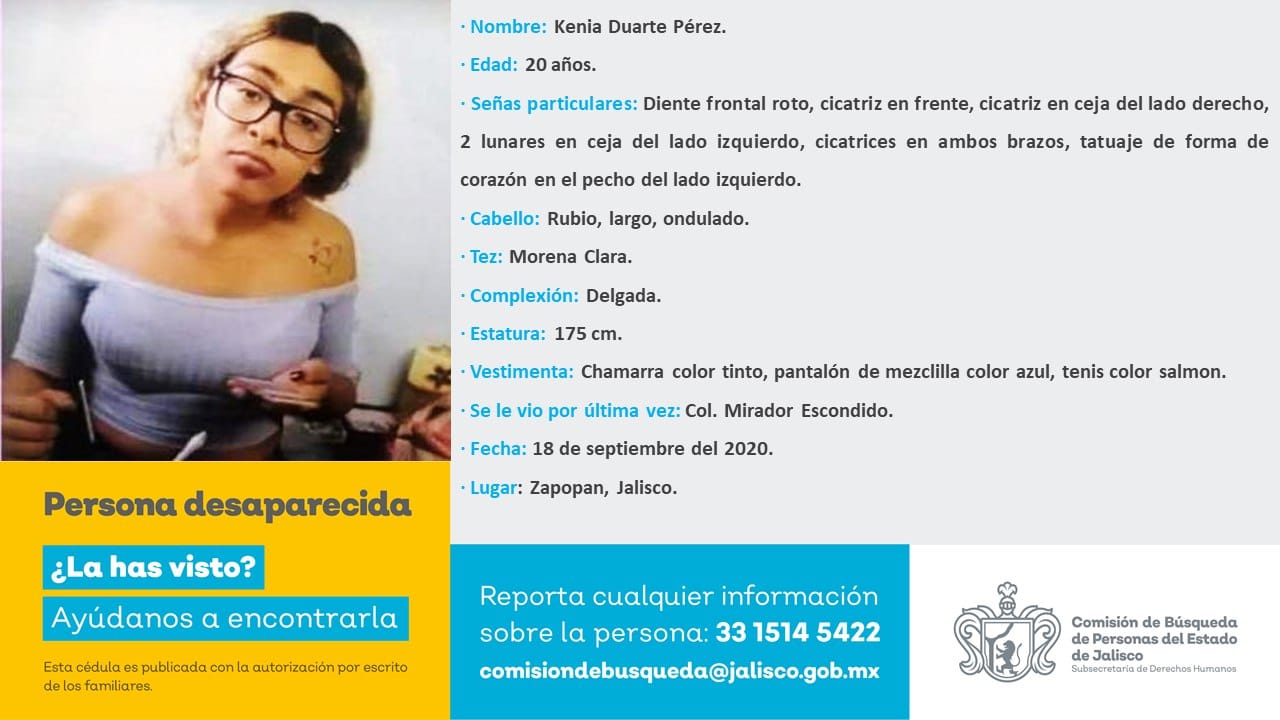 · Nombre: Kenia Duarte Pérez.
· Edad: 20 años.
· Señas particulares: Diente frontal roto, cicatriz en frente, cicatriz en ceja del lado derecho,
2 lunares en ceja del lado izquierdo, cicatrices en ambos brazos, tatuaje de forma de
corazón en el pecho del lado izquierdo.
· Cabello: Rubio, largo, ondulado.
· Tez: Morena Clara.
· Complexión: Delgada.
· Estatura: 175 cm.
· Vestimenta: Chamarra color tinto, pantalón de mezclilla color azul, tenis color salmon.
· Se le vio por última vez: Col. Mirador Escondido.
· Fecha: 18 de septiembre del 2020.
· Lugar: Zapopan, Jalisco.
Persona desaparecida
¿La has visto?
Ayúdanos a encontrarla
Esta cédula es publicada con la autorización por escrito
de los familiares.
Reporta cualquier información
sobre la persona: 33 1514 5422
comisiondebusqueda@jalisco.gob.mx
Comisión de Búsqueda
de Personas del Estado
de Jalisco
Subsecretaría de Derechos Humanos